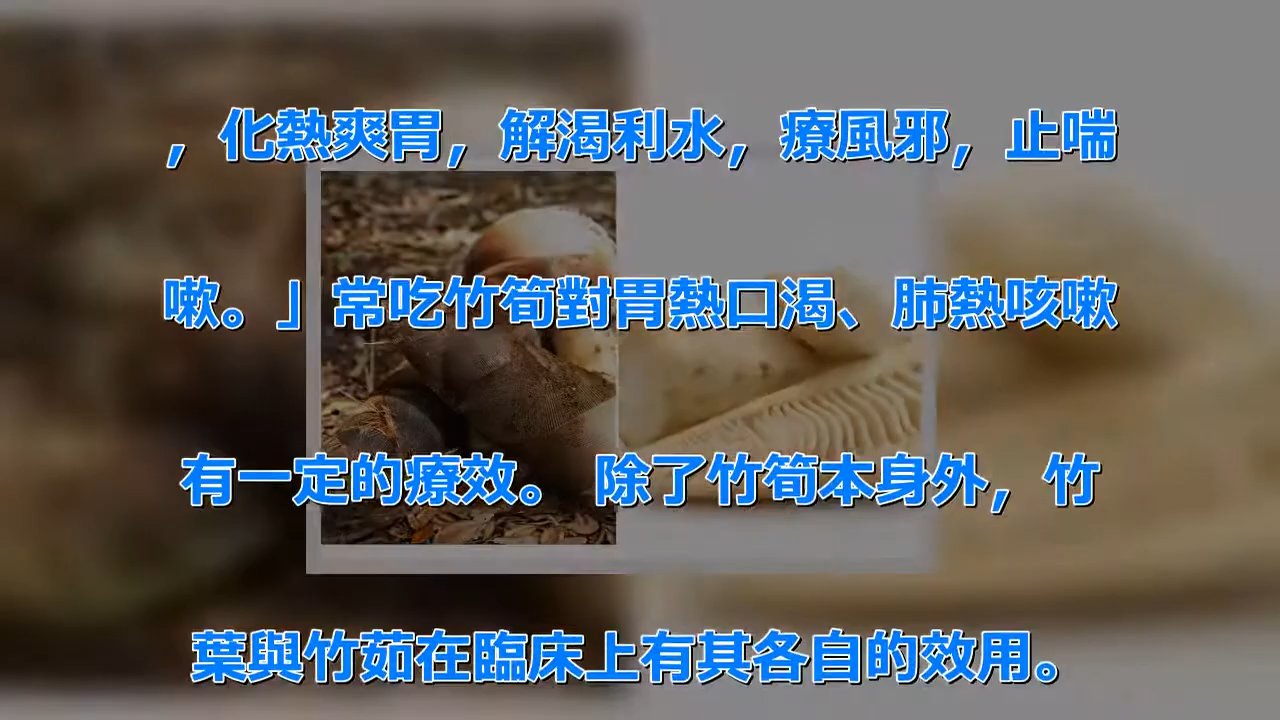 ，化熱爽胃，解渴利水，療風邪，止喘
嗽。」常吃竹筍對胃熱口渴、肺熱咳嗽
有一定的療效。 除了竹筍本身外，竹
葉與竹茹在臨床上有其各自的效用。